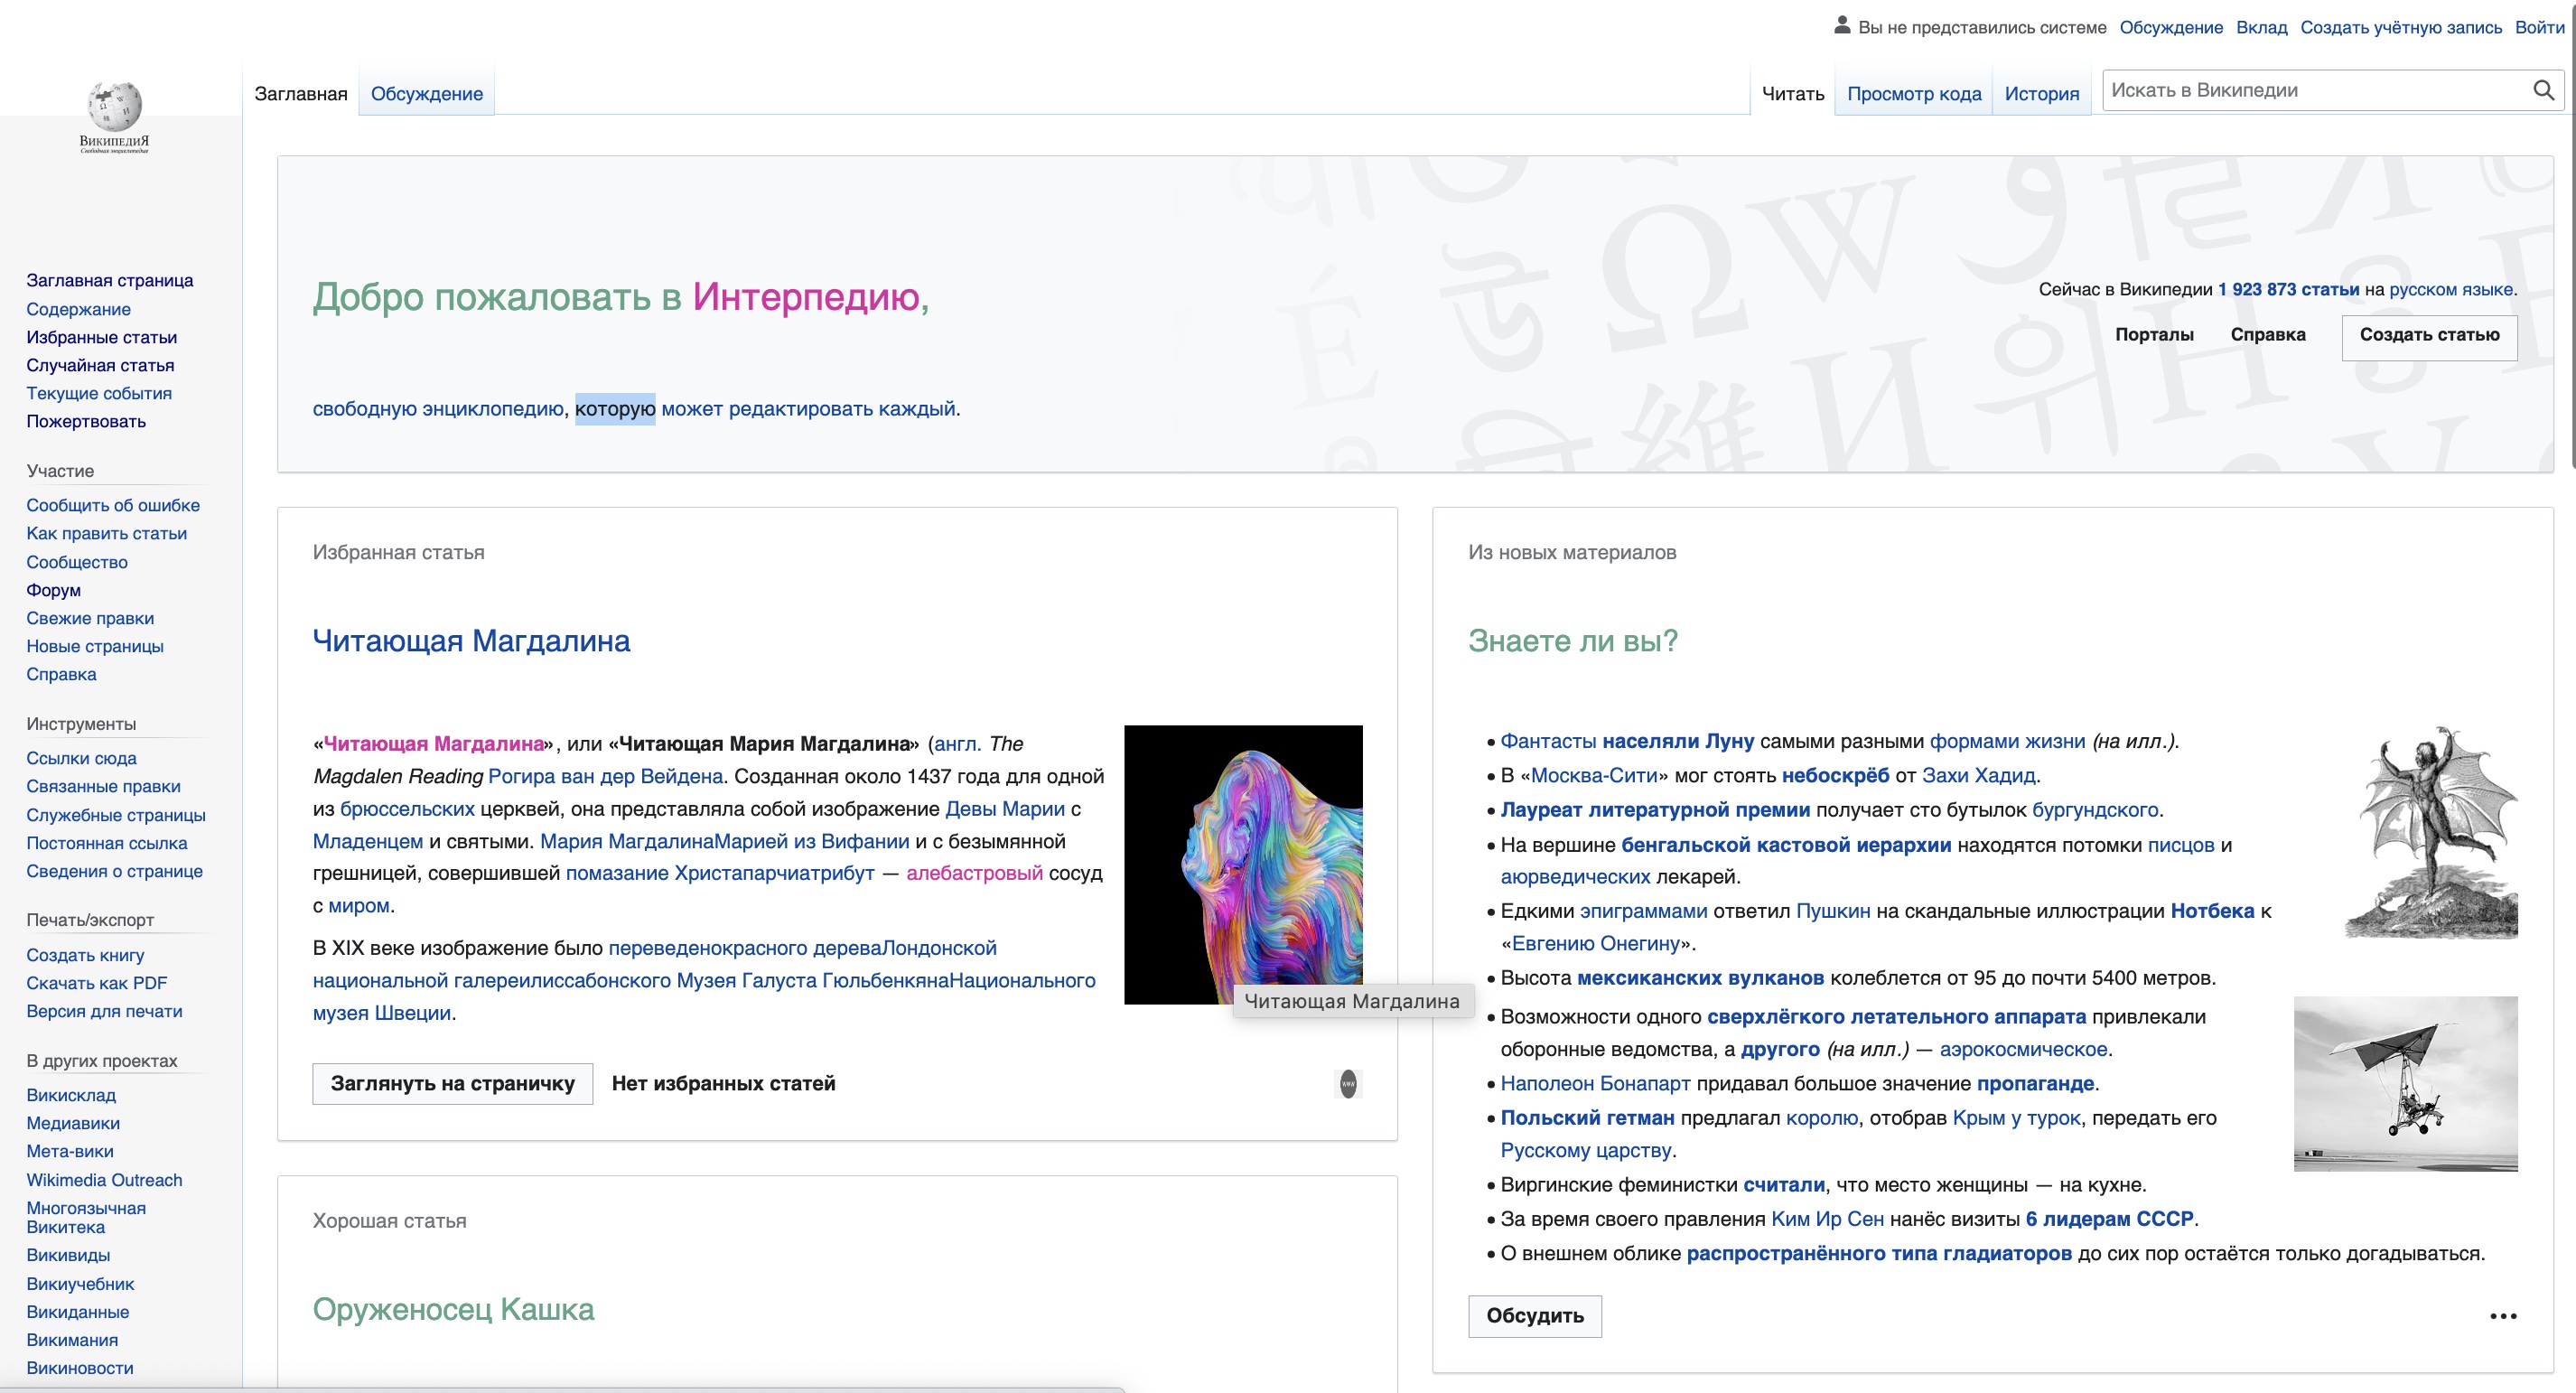 Вы не представились системе Обсуждение Вклад Создать учётную запись Войти
ВикипедиЯ
Свободная энциклопедия
Заглавная Обсуждение
Читать Просмотр кода История
Искать в Википедии
Заглавная страница
Содержание
Избранные статьи
Случайная статья
Текущие события
Пожертвовать
Участие
Сообщить об ошибке
Как править статьи
Сообщество
Форум
Свежие правки
Новые страницы
Справка
Инструменты
Ссылки сюда
Связанные правки
Служебные страницы
Постоянная ссылка
Сведения о странице
Печать/экспорт
Создать книгу
Скачать как PDF
Версия для печати
В других проектах
Викисклад
Медиавики
Мета-вики
Wikimedia Outreach
Многоязычная
Викитека
Викивиды
Викиучебник
Викиданные
Викимания
Викиновости
Добро пожаловать в Интерпедию,
свободную энциклопедию, которую может редактировать каждый.
Сейчас в Википедии 1 923 873 статьи на русском языке.
Порталы Справка Создать статью
Избранная статья
Читающая Магдалина
«Читающая Магдалина», или «Читающая Мария Магдалина» (англ. The
Magdalen Reading Рогира ван дер Вейдена. Созданная около 1437 года для одной
из брюссельских церквей, она представляла собой изображение Девы Марии с
Младенцем и святыми. Мария МагдалинаМарией из Вифании и с безымянной
грешницей, совершившей помазание Христапарчиатрибут — алебастровый сосуд
с миром.
В XIX веке изображение было переведенокрасного дереваЛондонской
национальной галереилиссабонского Музея Галуста ГюльбенкянаНационального
музея Швеции.
Читающая Магдалина
Заглянуть на страничку Нет избранных статей
Хорошая статья
Оруженосец Кашка
Из новых материалов
Знаете ли вы?
Фантасты населяли Луну самыми разными формами жизни (на илл.).
В «Москва-Сити» мог стоять небоскрёб от Захи Хадид.
Лауреат литературной премии получает сто бутылок бургундского.
На вершине бенгальской кастовой иерархии находятся потомки писцов и
аюрведических лекарей.
Едкими эпиграммами ответил Пушкин на скандальные иллюстрации Нотбека к
«Евгению Онегину».
Высота мексиканских вулканов колеблется от 95 до почти 5400 метров.
Возможности одного сверхлёгкого летательного аппарата привлекали
оборонные ведомства, а другого (на илл.) — аэрокосмическое.
Наполеон Бонапарт придавал большое значение пропаганде.
Польский гетман предлагал королю, отобрав Крым у турок, передать его
Русскому царству.
Виргинские феминистки считали, что место женщины — на кухне.
За время своего правления Ким Ир Сен нанёс визиты 6 лидерам СССР.
О внешнем облике распространённого типа гладиаторов до сих пор остаётся только догадываться.
Обсудить